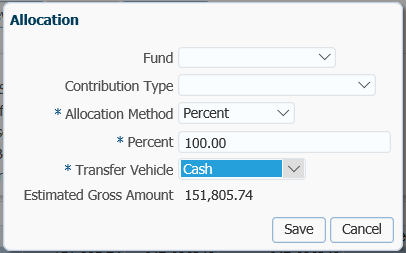 Allocation
Fund
Contribution Type
* Allocation Method Percent
* Percent 100.00
* Transfer Vehicle Cash
Estimated Gross Amount 151,805.74
Save Cancel